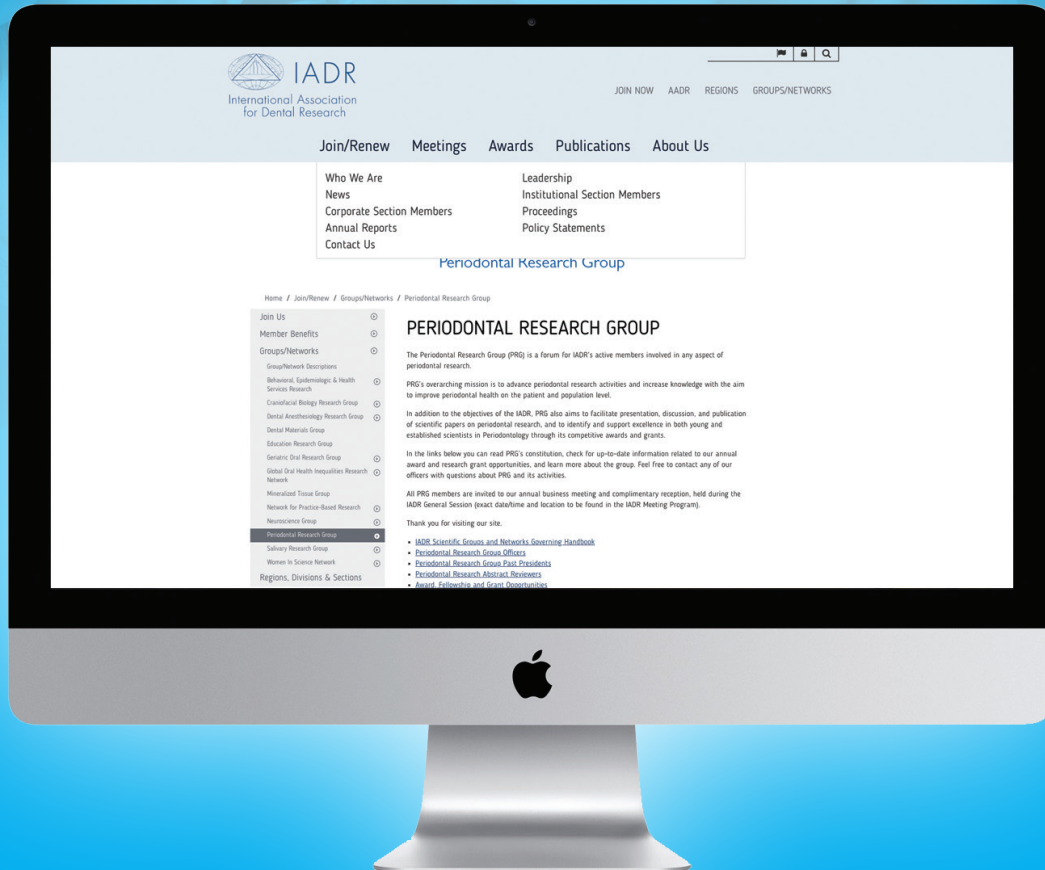 IADR
International Association
for Dental Research
JOIN NOW AADR REGIONS GROUPS/NETWORKS
Join/Renew Meetings Awards Publications About Us
Who We Are
News
Corporate Section Members
Annual Reports
Contact Us
Leadership
Institutional Section Members
Proceedings
Policy Statements
Periodontal Research Group
Home / Join/Renew / Groups/Networks / Periodontal Research Group
Join Us
Member Benefits
Groups/Networks
Group/Network Descriptions
Behavioral, Epidemiologic & Health
Services Research
Craniofacial Biology Research Group
Dental Anesthesiology Research Group
Dental Materials Group
Education Research Group
Geriatric Oral Research Group
Global Oral Health Inequalities Research
Network
Mineralized Tissue Group
Network for Practice-Based Research
Neuroscience Group
Periodontal Research Group
Salivary Research Group
Women In Science Network
Regions, Divisions & Sections
PERIODONTAL RESEARCH GROUP
The Periodontal Research Group (PRG) is a forum for IADR's active members involved in any aspect of
periodontal research.
PRG's overarching mission is to advance periodontal research activities and increase knowledge with the aim
to improve periodontal health on the patient and population level.
In addition to the objectives of the IADR, PRG also aims to facilitate presentation, discussion, and publication
of scientific papers on periodontal research, and to identify and support excellence in both young and
established scientists in Periodontology through its competitive awards and grants.
In the links below you can read PRG's constitution, check for up-to-date information related to our annual
award and research grant opportunities, and learn more about the group. Feel free to contact any of our
officers with questions about PRG and its activities.
All PRG members are invited to our annual business meeting and complimentary reception, held during the
IADR General Session (exact date/time and location to be found in the IADR Meeting Program).
Thank you for visiting our site.
• IADR Scientific Groups and Networks Governing Handbook
• Periodontal Research Group Officers
• Periodontal Research Group Past Presidents
• Periodontal Research Abstract Reviewers
• Award, Fellowship and Grant Opportunities